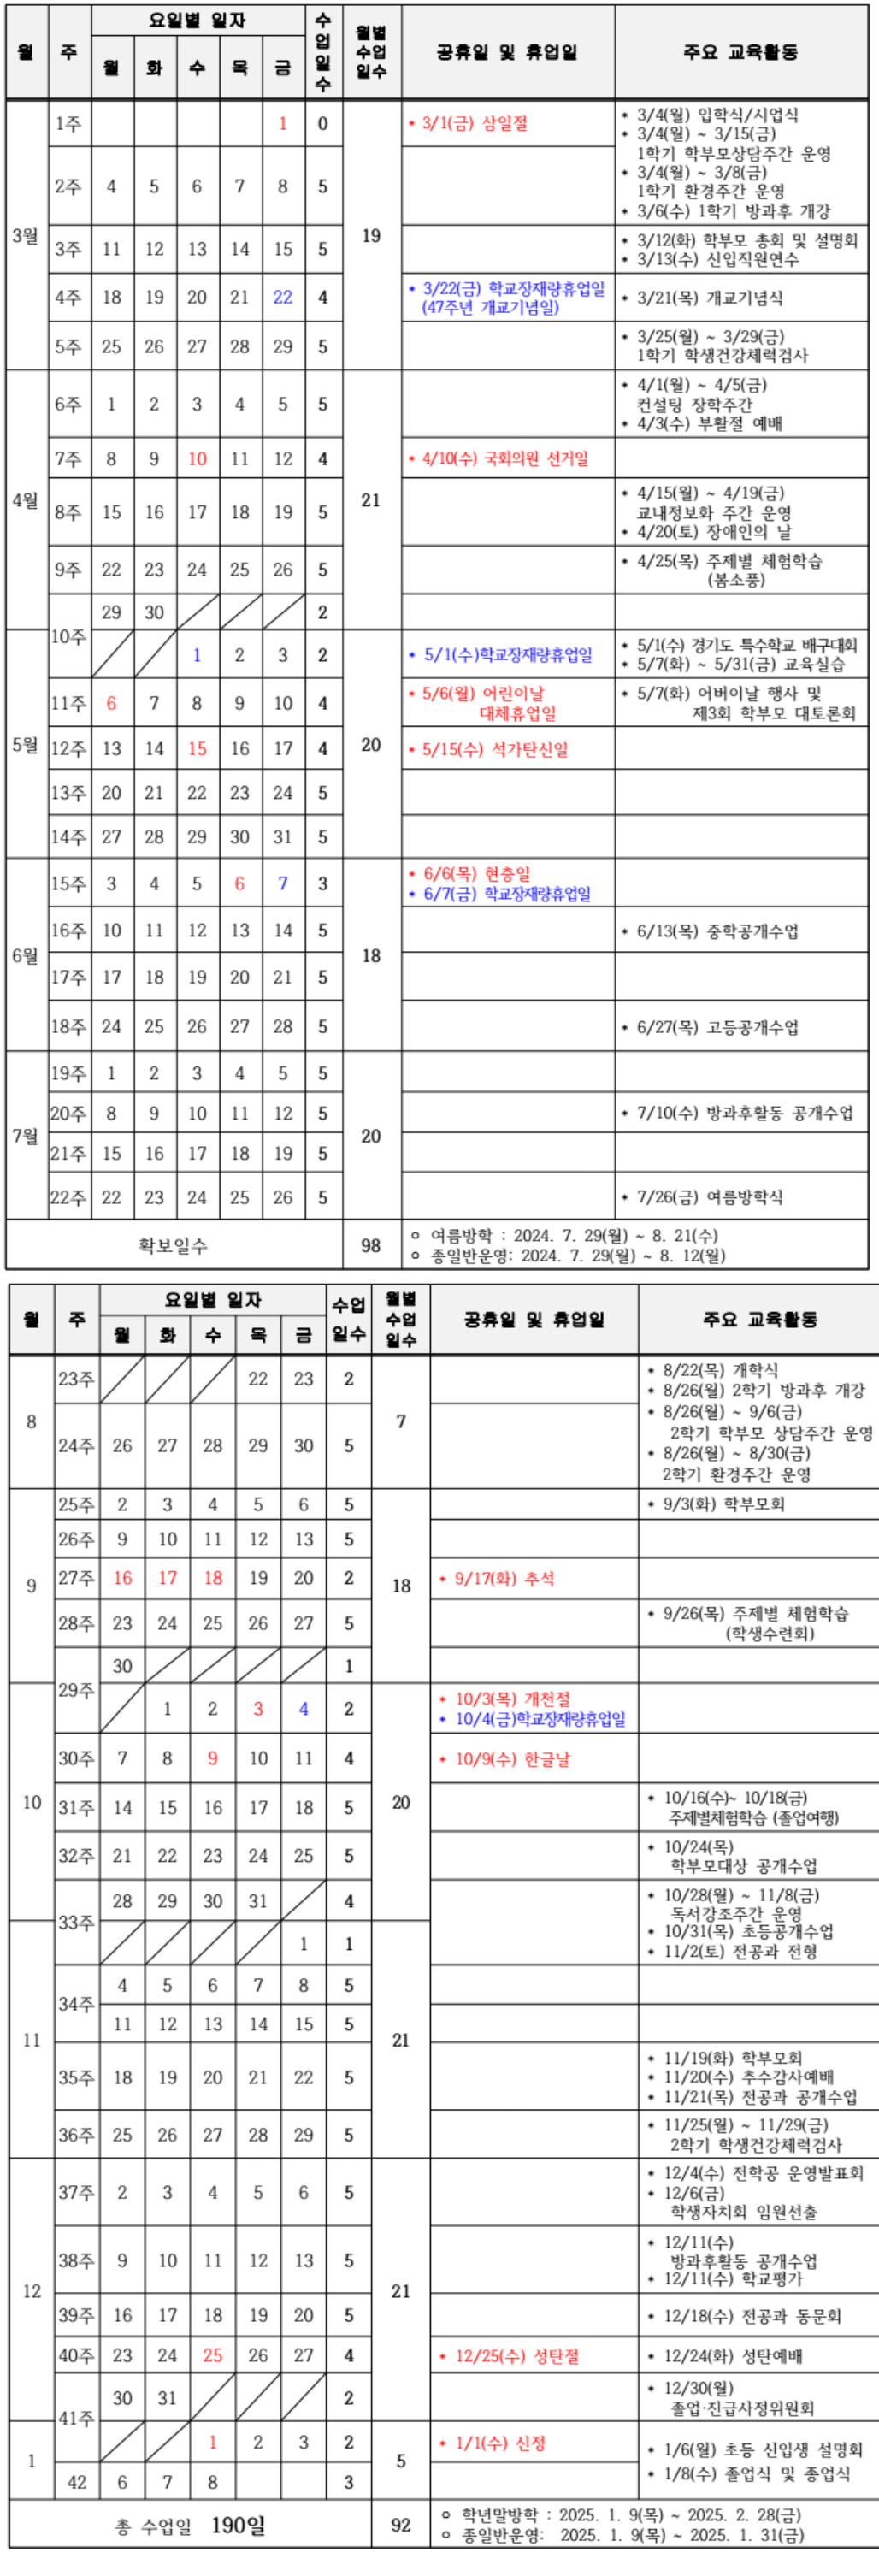 월 주 요일별 일자 수업일수 월별 수업일수 공휴일 및 휴업일 주요 교육활동
월 화 수 목 금
3월 1주 1 0 19 * 3/1(금) 삼일절 * 3/4(월) 입학식/시업식
* 3/4(월) ~ 3/15(금)
1학기 학부모상담주간 운영
2주 4 5 6 7 8 5 * 3/4(월) ~ 3/8(금)
1학기 환경주간 운영
* 3/6(수) 1학기 방과후 개강
3주 11 12 13 14 15 5 * 3/12(화) 학부모 총회 및 설명회
* 3/13(수) 신입직원연수
4주 18 19 20 21 22 4 * 3/22(금) 학교장재량휴업일 * 3/21(목) 개교기념식
(47주년 개교기념일)
5주 25 26 27 28 29 5 * 3/25(월) ~ 3/29(금)
1학기 학생건강체력검사
4월 6주 1 2 3 4 5 5 21 * 4/1(월) ~ 4/5(금)
컨설팅 장학주간
* 4/3(수) 부활절 예배
7주 8 9 10 11 12 4 * 4/10(수) 국회의원 선거일
8주 15 16 17 18 19 5 * 4/15(월) ~ 4/19(금)
교내정보화 주간 운영
* 4/20(토) 장애인의 날
9주 22 23 24 25 26 5 * 4/25(목) 주제별 체험학습
(봄소풍)
10주 29 30 2
5월 1 2 3 2 20 * 5/1(수)학교장재량휴업일 * 5/1(수) 경기도 특수학교 배구대회
* 5/7(화) ~ 5/31(금) 교육실습
11주 6 7 8 9 10 4 * 5/6(월) 어린이날 * 5/7(화) 어버이날 행사 및
대체휴업일 제3회 학부모 대토론회
12주 13 14 15 16 17 4 * 5/15(수) 석가탄신일
13주 20 21 22 23 24 5
14주 27 28 29 30 31 5
6월 15주 3 4 5 6 7 3 18 * 6/6(목) 현충일
* 6/7(금) 학교장재량휴업일
16주 10 11 12 13 14 5 * 6/13(목) 중학공개수업
17주 17 18 19 20 21 5
18주 24 25 26 27 28 5 * 6/27(목) 고등공개수업
7월 19주 1 2 3 4 5 5 20
20주 8 9 10 11 12 5 * 7/10(수) 방과후활동 공개수업
21주 15 16 17 18 19 5
22주 22 23 24 25 26 5 * 7/26(금) 여름방학식
확보일수 98 ○ 여름방학 : 2024. 7. 29(월) ~ 8. 21(수)
○ 종일반운영: 2024. 7. 29(월) ~ 8. 12(월)
월 주 요일별 일자 수업일수 월별 수업일수 공휴일 및 휴업일 주요 교육활동
월 화 수 목 금
8 23주 22 23 2 7 * 8/22(목) 개학식
* 8/26(월) 2학기 방과후 개강
24주 26 27 28 29 30 5 * 8/26(월) ~ 9/6(금)
2학기 학부모 상담주간 운영
* 8/26(월) ~ 8/30(금)
2학기 환경주간 운영
9 25주 2 3 4 5 6 5 18 * 9/3(화) 학부모회
26주 9 10 11 12 13 5
27주 16 17 18 19 20 2 * 9/17(화) 추석
28주 23 24 25 26 27 5 * 9/26(목) 주제별 체험학습
(학생수련회)
29주 30 1
10 1 2 3 4 2 20 * 10/3(목) 개천절
* 10/4(금)학교장재량휴업일
30주 7 8 9 10 11 4 * 10/9(수) 한글날
31주 14 15 16 17 18 5 * 10/16(수)~ 10/18(금)
주제별체험학습 (졸업여행)
32주 21 22 23 24 25 5 * 10/24(목)
학부모대상 공개수업
33주 28 29 30 31 4 * 10/28(월) ~ 11/8(금)
독서강조주간 운영
* 10/31(목) 초등공개수업
11 1 1 21 * 11/2(토) 전공과 전형
34주 4 5 6 7 8 5
11 12 13 14 15 5
35주 18 19 20 21 22 5 * 11/19(화) 학부모회
* 11/20(수) 추수감사예배
* 11/21(목) 전공과 공개수업
36주 25 26 27 28 29 5 * 11/25(월) ~ 11/29(금)
2학기 학생건강체력검사
12 37주 2 3 4 5 6 5 21 * 12/4(수) 전학공 운영발표회
* 12/6(금)
학생자치회 임원선출
38주 9 10 11 12 13 5 * 12/11(수)
방과후활동 공개수업
* 12/11(수) 학교평가
39주 16 17 18 19 20 5 * 12/18(수) 전공과 동문회
40주 23 24 25 26 27 4 * 12/25(수) 성탄절 * 12/24(화) 성탄예배
41주 30 31 2 * 12/30(월)
졸업·진급사정위원회
1 1 2 3 2 5 * 1/1(수) 신정 * 1/6(월) 초등 신입생 설명회
42 6 7 8 3 * 1/8(수) 졸업식 및 종업식
총 수업일 190일 92 ○ 학년말방학 : 2025. 1. 9(목) ~ 2025. 2. 28(금)
○ 종일반운영: 2025. 1. 9(목) ~ 2025. 1. 31(금)